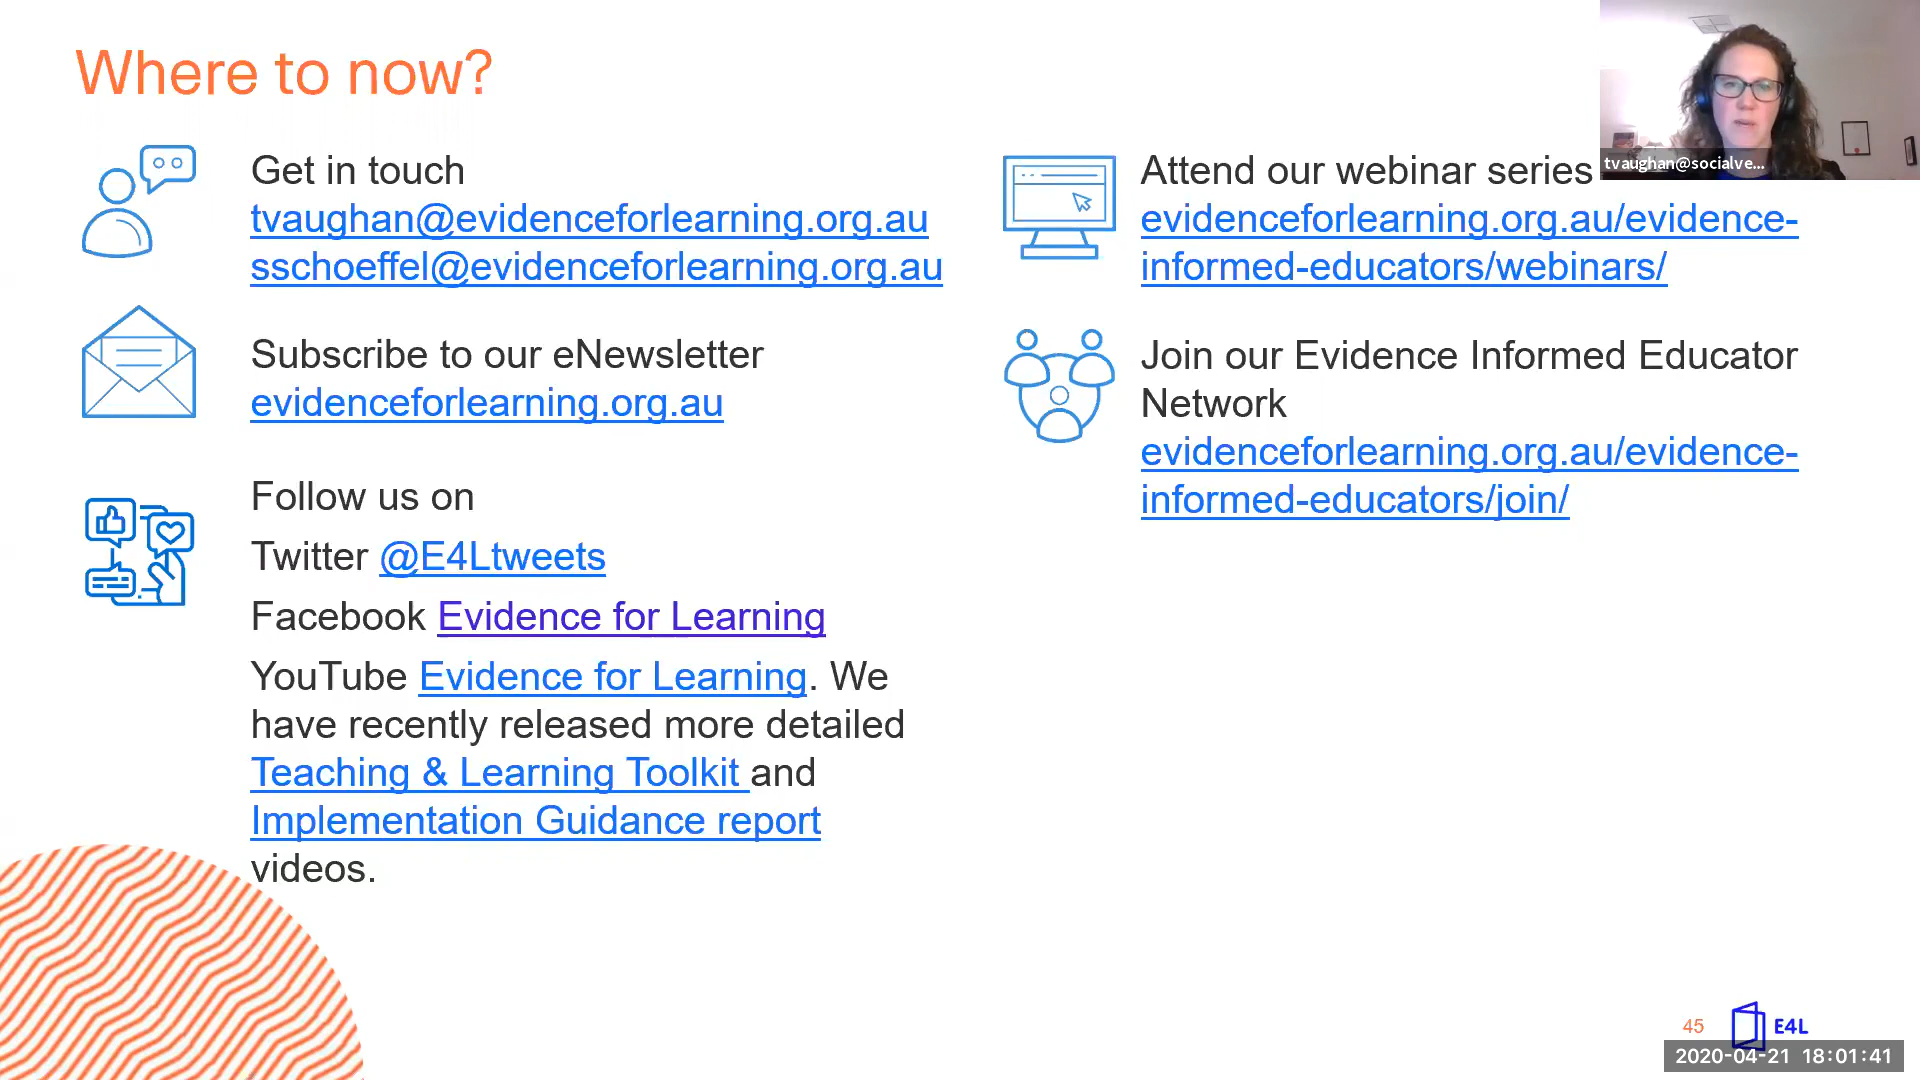 Where to now?
Get in touch
tvaughan@evidenceforlearning.org.au
sschoeffel@evidenceforlearning.org.au
Subscribe to our eNewsletter
evidenceforlearning.org.au
Follow us on
Twitter @E4Ltweets
Facebook Evidence for Learning
YouTube Evidence for Learning. We
have recently released more detailed
Teaching & Learning Toolkit and
Implementation Guidance report
videos.
Attend our webinar series
evidenceforlearning.org.au/evidence-
informed-educators/webinars/
Join our Evidence Informed Educator
Network
evidenceforlearning.org.au/evidence-
informed-educators/join/
tvaughan@socialve...
45
E4L
2020-04-21 18:01:41